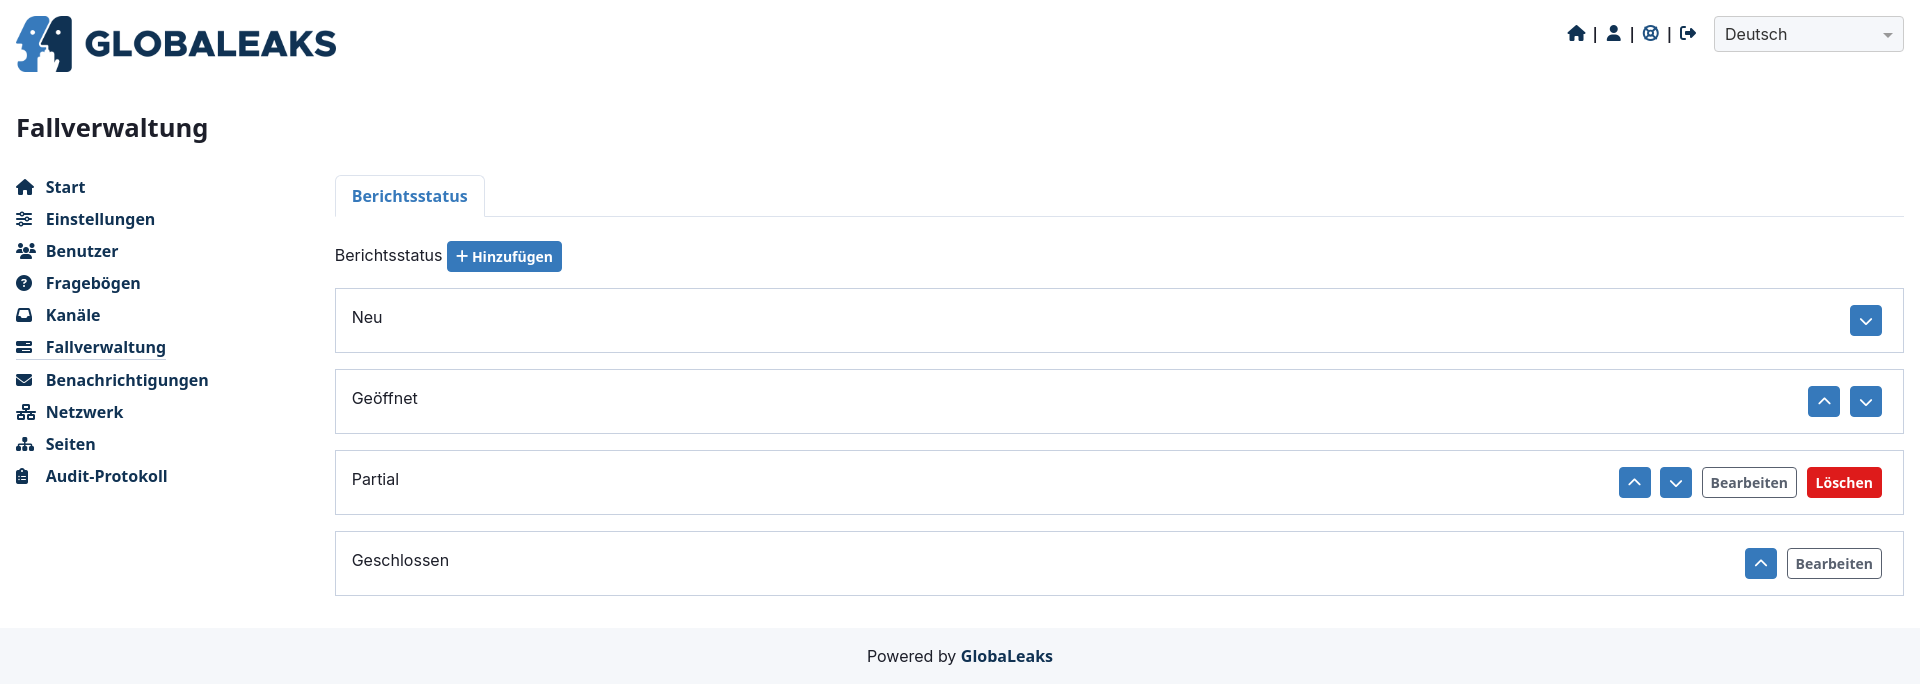 GLOBALEAKS
| | |
Deutsch
Fallverwaltung
Start
Einstellungen
Benutzer
Fragebögen
Kanäle
Fallverwaltung
Benachrichtigungen
Netzwerk
Seiten
Audit-Protokoll
Berichtsstatus
Berichtsstatus Hinzufügen
Neu
Geöffnet
Partial Bearbeiten Löschen
Geschlossen Bearbeiten
Powered by GlobaLeaks